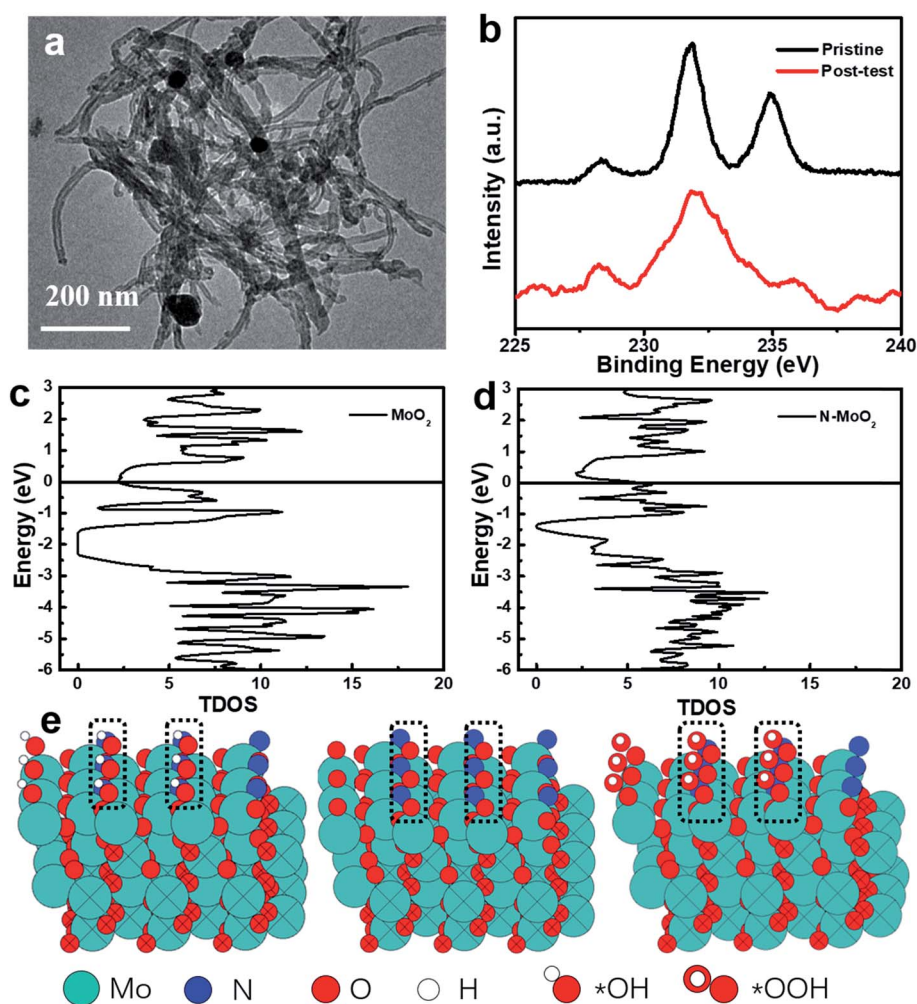 a
200 nm
b
Pristine
Post-test
Intensity (a.u.)
225 230 235 240
Binding Energy (eV)
c
MoO₂
Energy (eV)
3
2
1
0
-1
-2
-3
-4
-5
-6
0 5 10 15 20
TDOS
d
N-MoO₂
Energy (eV)
3
2
1
0
-1
-2
-3
-4
-5
-6
0 5 10 15 20
TDOS
e
Mo N O H *OH *OOH